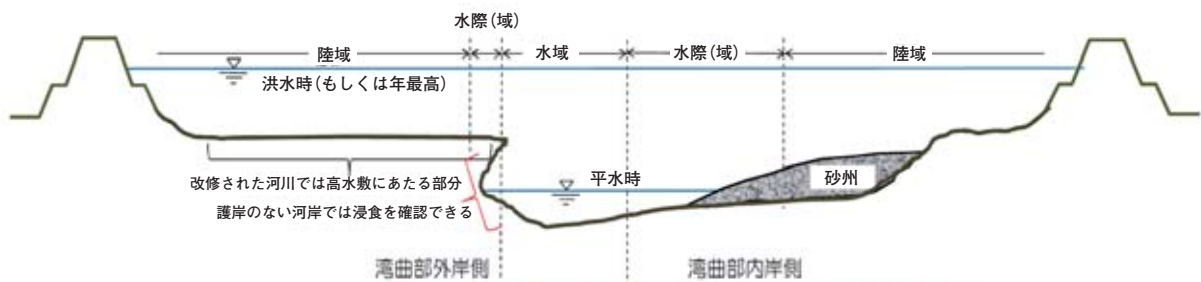 水際(域)
陸域
水域
水際(域)
陸域
洪水時(もしくは年最高)
改修された河川では高水敷にあたる部分
護岸のない河岸では浸食を確認できる
平水時
砂州
湾曲部外岸側
湾曲部内岸側